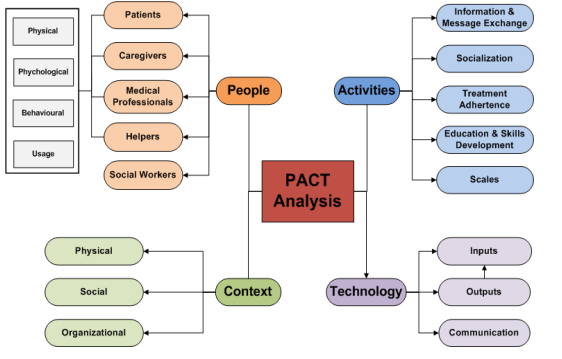 Physical
Phychological
Behavioural
Usage
Patients
Caregivers
Medical
Professionals
Helpers
Social Workers
People
Activities
Information &
Message Exchange
Socialization
Treatment
Adhertence
Education & Skills
Development
Scales
PACT
Analysis
Physical
Social
Organizational
Context
Technology
Inputs
Outputs
Communication